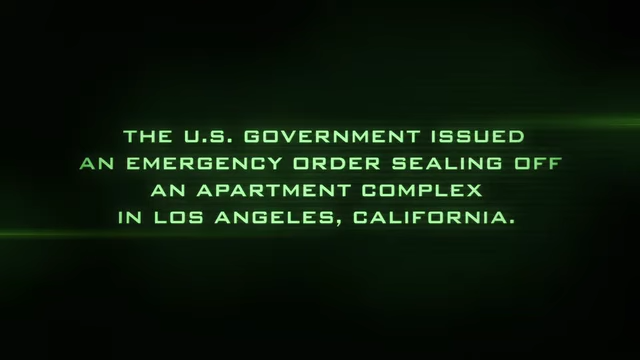 THE U.S. GOVERNMENT ISSUED
AN EMERGENCY ORDER SEALING OFF
AN APARTMENT COMPLEX
IN LOS ANGELES, CALIFORNIA.